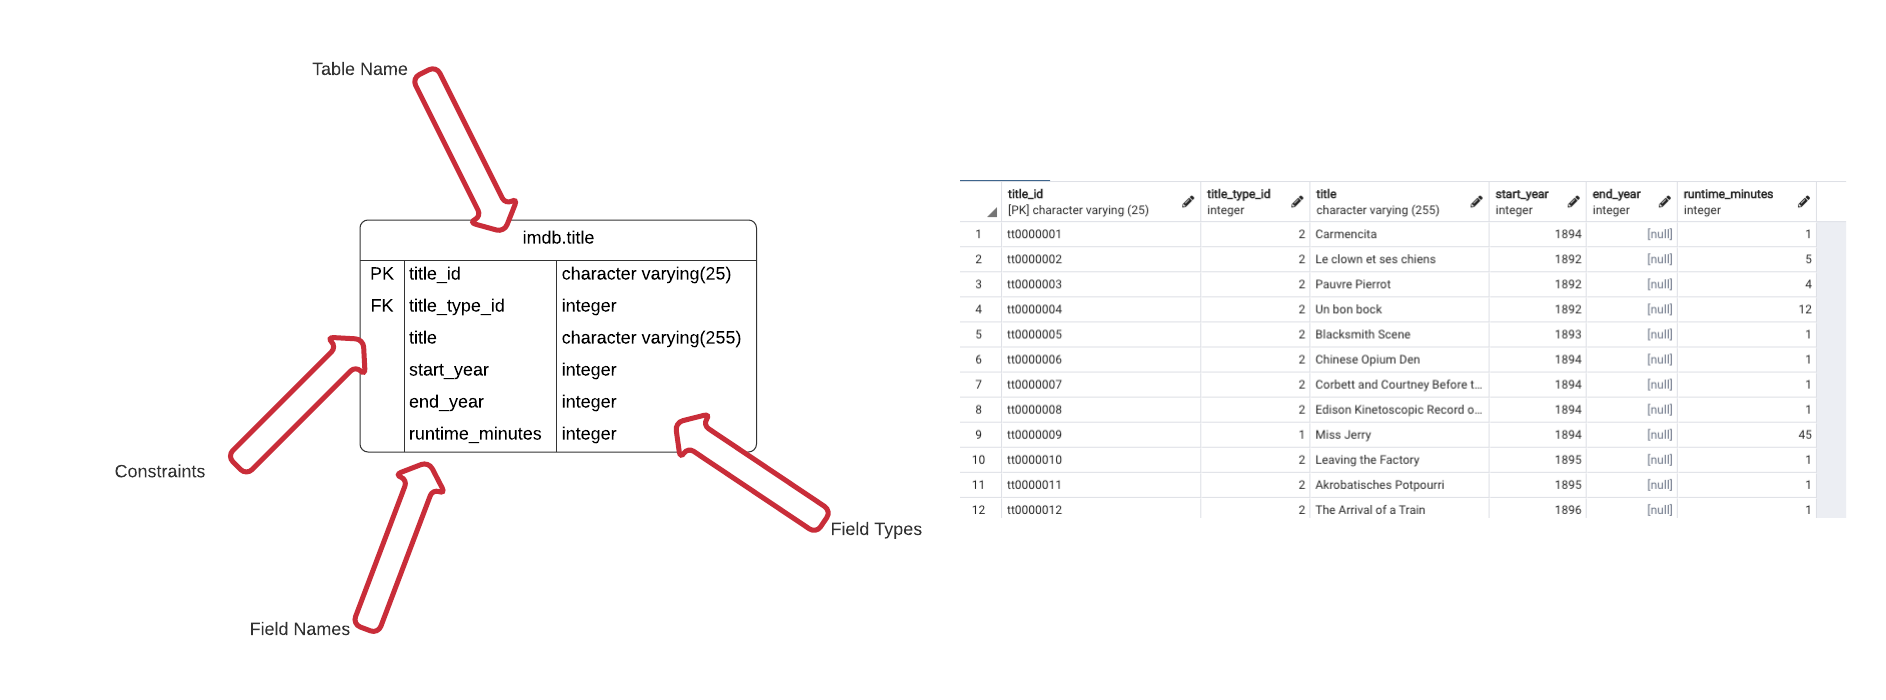 Table Name
imdb.title
PK title_id character varying(25)
FK title_type_id integer
title character varying(255)
start_year integer
end_year integer
runtime_minutes integer
Constraints
Field Types
Field Names
title_id title_type_id title start_year end_year runtime_minutes
[PK] character varying (25) integer character varying (255) integer integer integer
1 tt0000001 2 Carmencita 1894 [null] 1
2 tt0000002 2 Le clown et ses chiens 1892 [null] 5
3 tt0000003 2 Pauvre Pierrot 1892 [null] 4
4 tt0000004 2 Un bon bock 1892 [null] 12
5 tt0000005 2 Blacksmith Scene 1893 [null] 1
6 tt0000006 2 Chinese Opium Den 1894 [null] 1
7 tt0000007 2 Corbett and Courtney Before t... 1894 [null] 1
8 tt0000008 2 Edison Kinetoscopic Record o... 1894 [null] 1
9 tt0000009 1 Miss Jerry 1894 [null] 45
10 tt0000010 2 Leaving the Factory 1895 [null] 1
11 tt0000011 2 Akrobatisches Potpourri 1895 [null] 1
12 tt0000012 2 The Arrival of a Train 1896 [null] 1